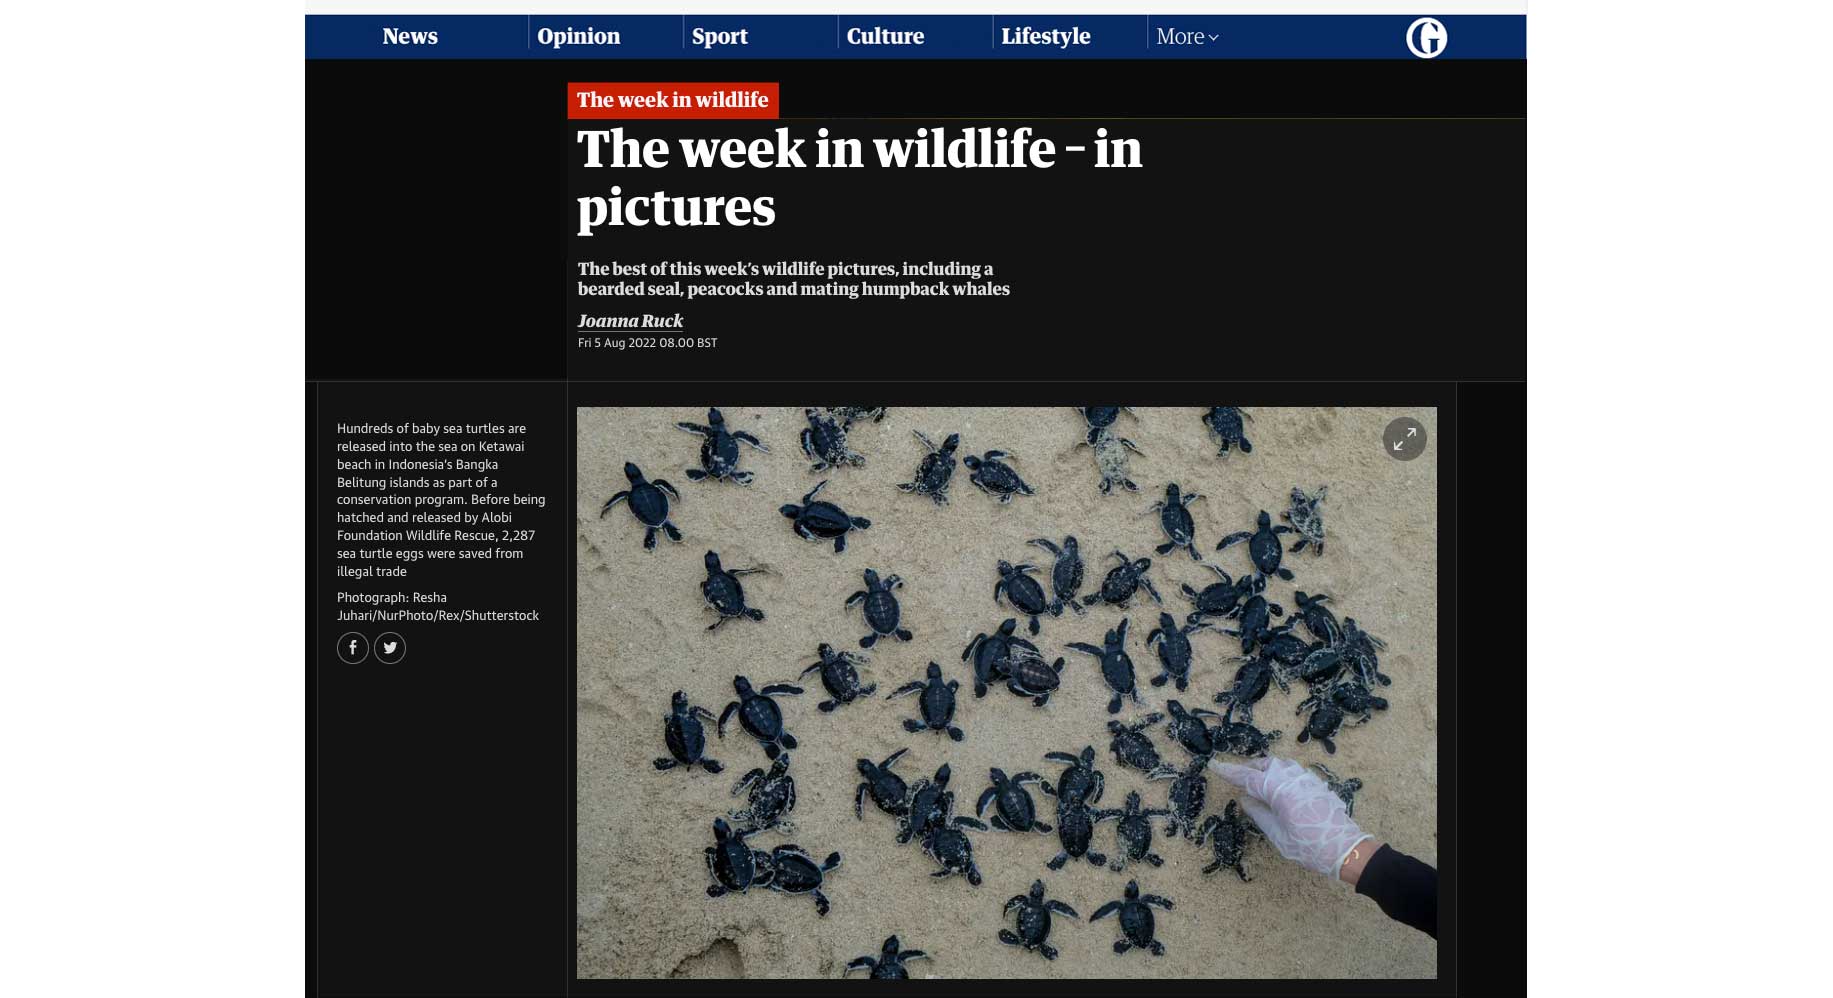 News
Opinion
Sport
Culture
Lifestyle
More
G
The week in wildlife
The week in wildlife – in
pictures
The best of this week’s wildlife pictures, including a
bearded seal, peacocks and mating humpback whales
Joanna Ruck
Fri 5 Aug 2022 08.00 BST
Hundreds of baby sea turtles are
released into the sea on Ketawai
beach in Indonesia’s Bangka
Belitung islands as part of a
conservation program. Before being
hatched and released by Alobi
Foundation Wildlife Rescue, 2,287
sea turtle eggs were saved from
illegal trade
Photograph: Resha
Juhari/NurPhoto/Rex/Shutterstock